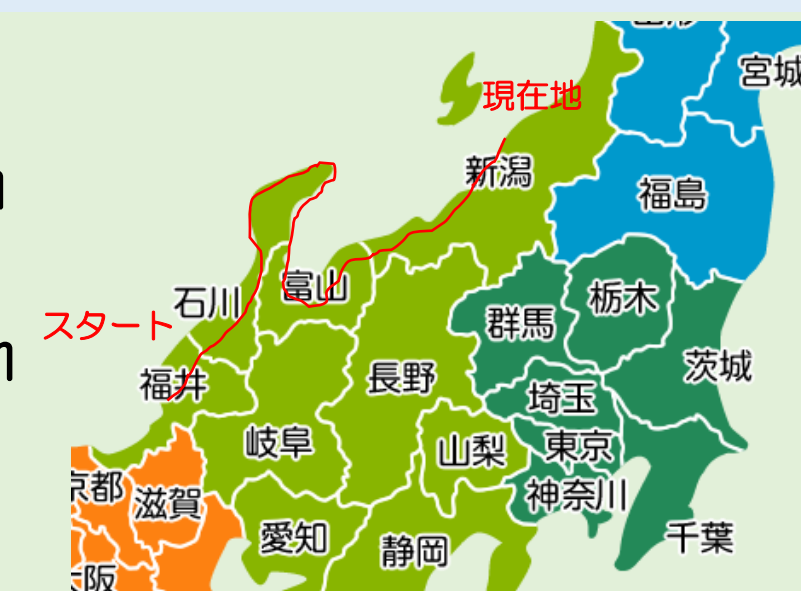 宮城
現在地
新潟
福島
富山
石川
栃木
群馬
スタート
茨城
福井
長野
埼玉
岐阜
山梨
東京
京都
滋賀
神奈川
愛知
静岡
千葉